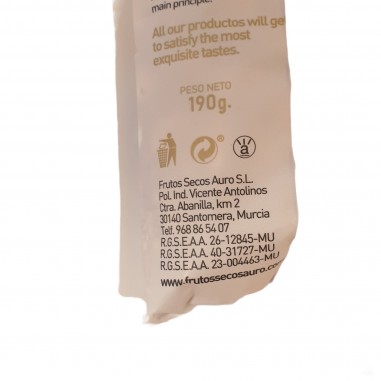 main principle.
All our productos will get
to satisfy the most
exquisite tastes.
PESO NETO
190g.
Frutos Secos Auro S.L.
Pol. Ind. Vicente Antolinos
Ctra. Abanilla, km 2
30140 Santomera, Murcia
Telf. 968 86 54 07
R.G.S.E.A.A. 26-12845-MU
R.G.S.E.A.A. 40-31727-MU
R.G.S.E.A.A. 23-004463-MU
www.frutossecosauro.com